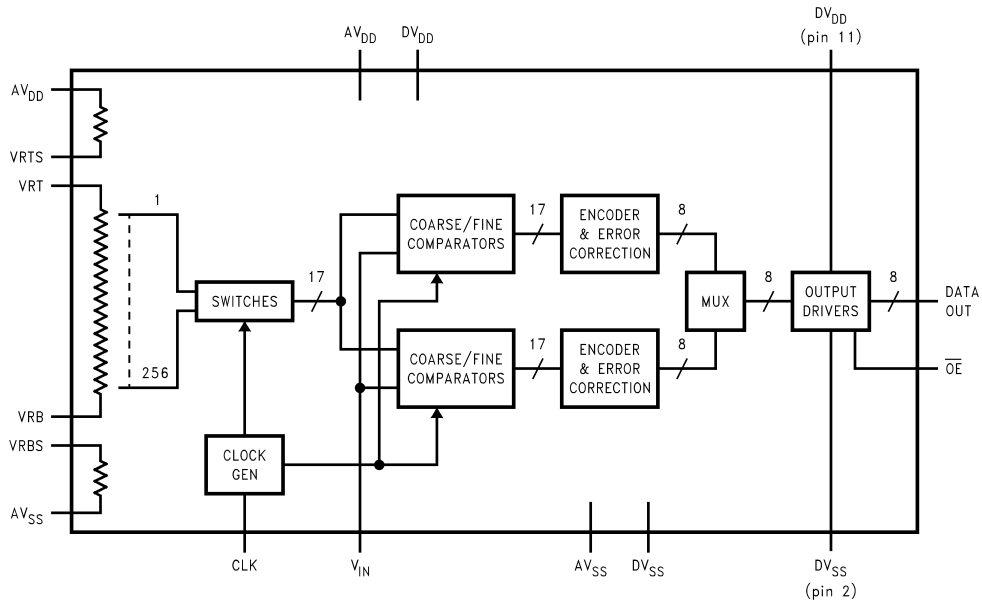 AVDD
DVDD
DVDD
(pin 11)
AVDD
VRTS
VRT
1
256
VRB
VRBS
AVSS
SWITCHES
17
CLOCK
GEN
COARSE/FINE
COMPARATORS
17
ENCODER
& ERROR
CORRECTION
8
COARSE/FINE
COMPARATORS
17
ENCODER
& ERROR
CORRECTION
8
MUX
8
OUTPUT
DRIVERS
8
DATA
OUT
OE
CLK
VIN
AVSS
DVSS
DVSS
(pin 2)